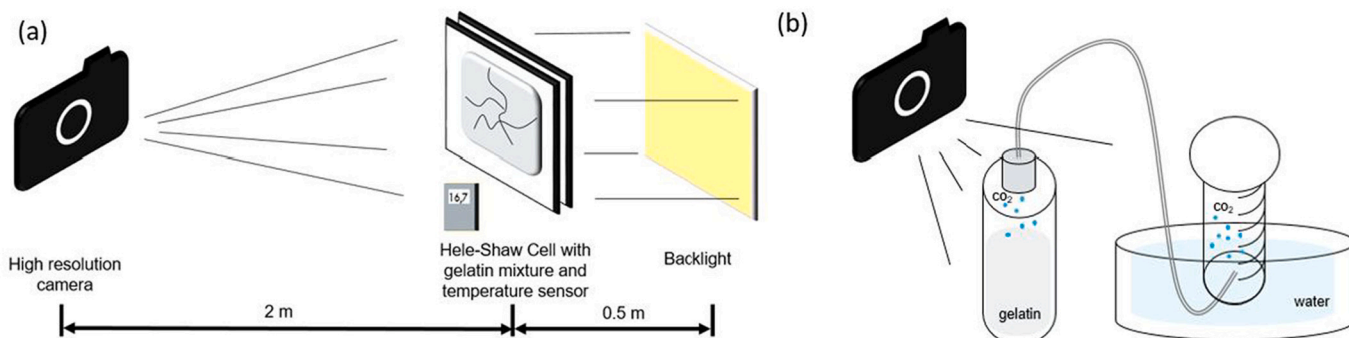 (a)
16,7
High resolution
camera
Hele-Shaw Cell with
gelatin mixture and
temperature sensor
Backlight
2 m
0.5 m
(b)
co₂
gelatin
co₂
water